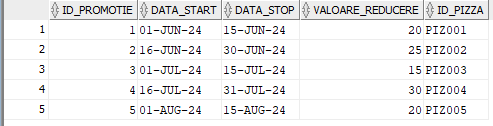 ID_PROMOTIE DATA_START DATA_STOP VALOARE_REDUCERE ID_PIZZA
1 1 01-JUN-24 15-JUN-24 20 PIZ001
2 2 16-JUN-24 30-JUN-24 25 PIZ002
3 3 01-JUL-24 15-JUL-24 15 PIZ003
4 4 16-JUL-24 31-JUL-24 30 PIZ004
5 5 01-AUG-24 15-AUG-24 20 PIZ005